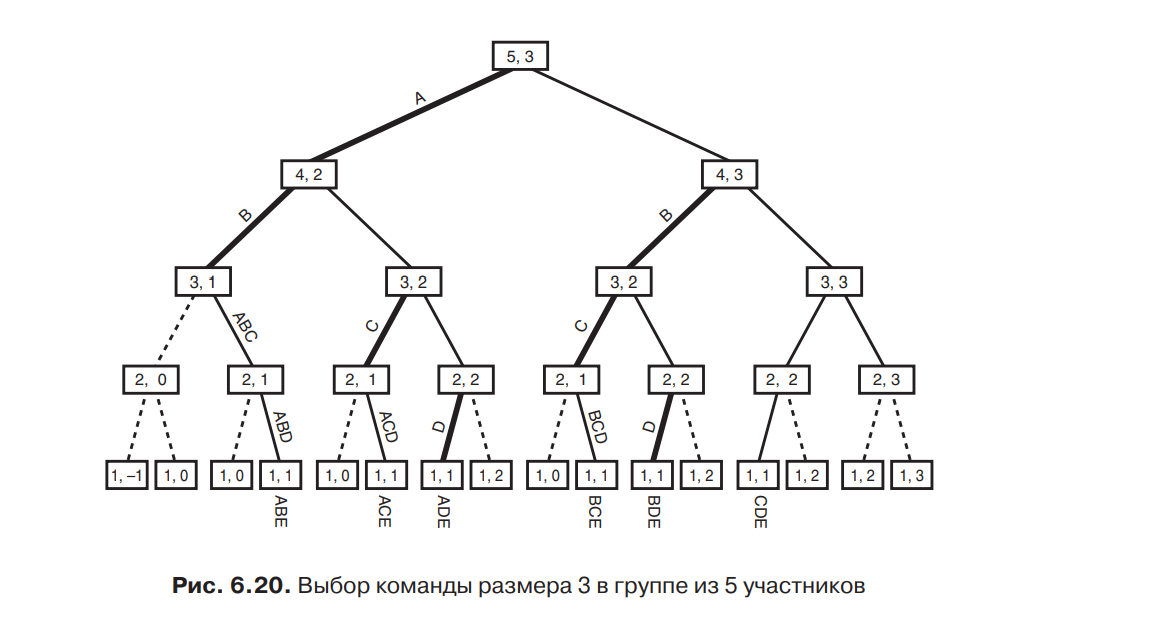 5, 3
A
4, 2
4, 3
B
B
3, 1
3, 2
3, 2
3, 3
ABC
C
C
2, 0
2, 1
2, 1
2, 2
2, 1
2, 2
2, 2
2, 3
ABD
ACD
D
BCD
D
1, –1
1, 0
1, 0
1, 1
1, 0
1, 1
1, 1
1, 2
1, 0
1, 1
1, 1
1, 2
1, 1
1, 2
1, 2
1, 3
ABE
ACE
ADE
BCE
BDE
CDE
Рис. 6.20. Выбор команды размера 3 в группе из 5 участников